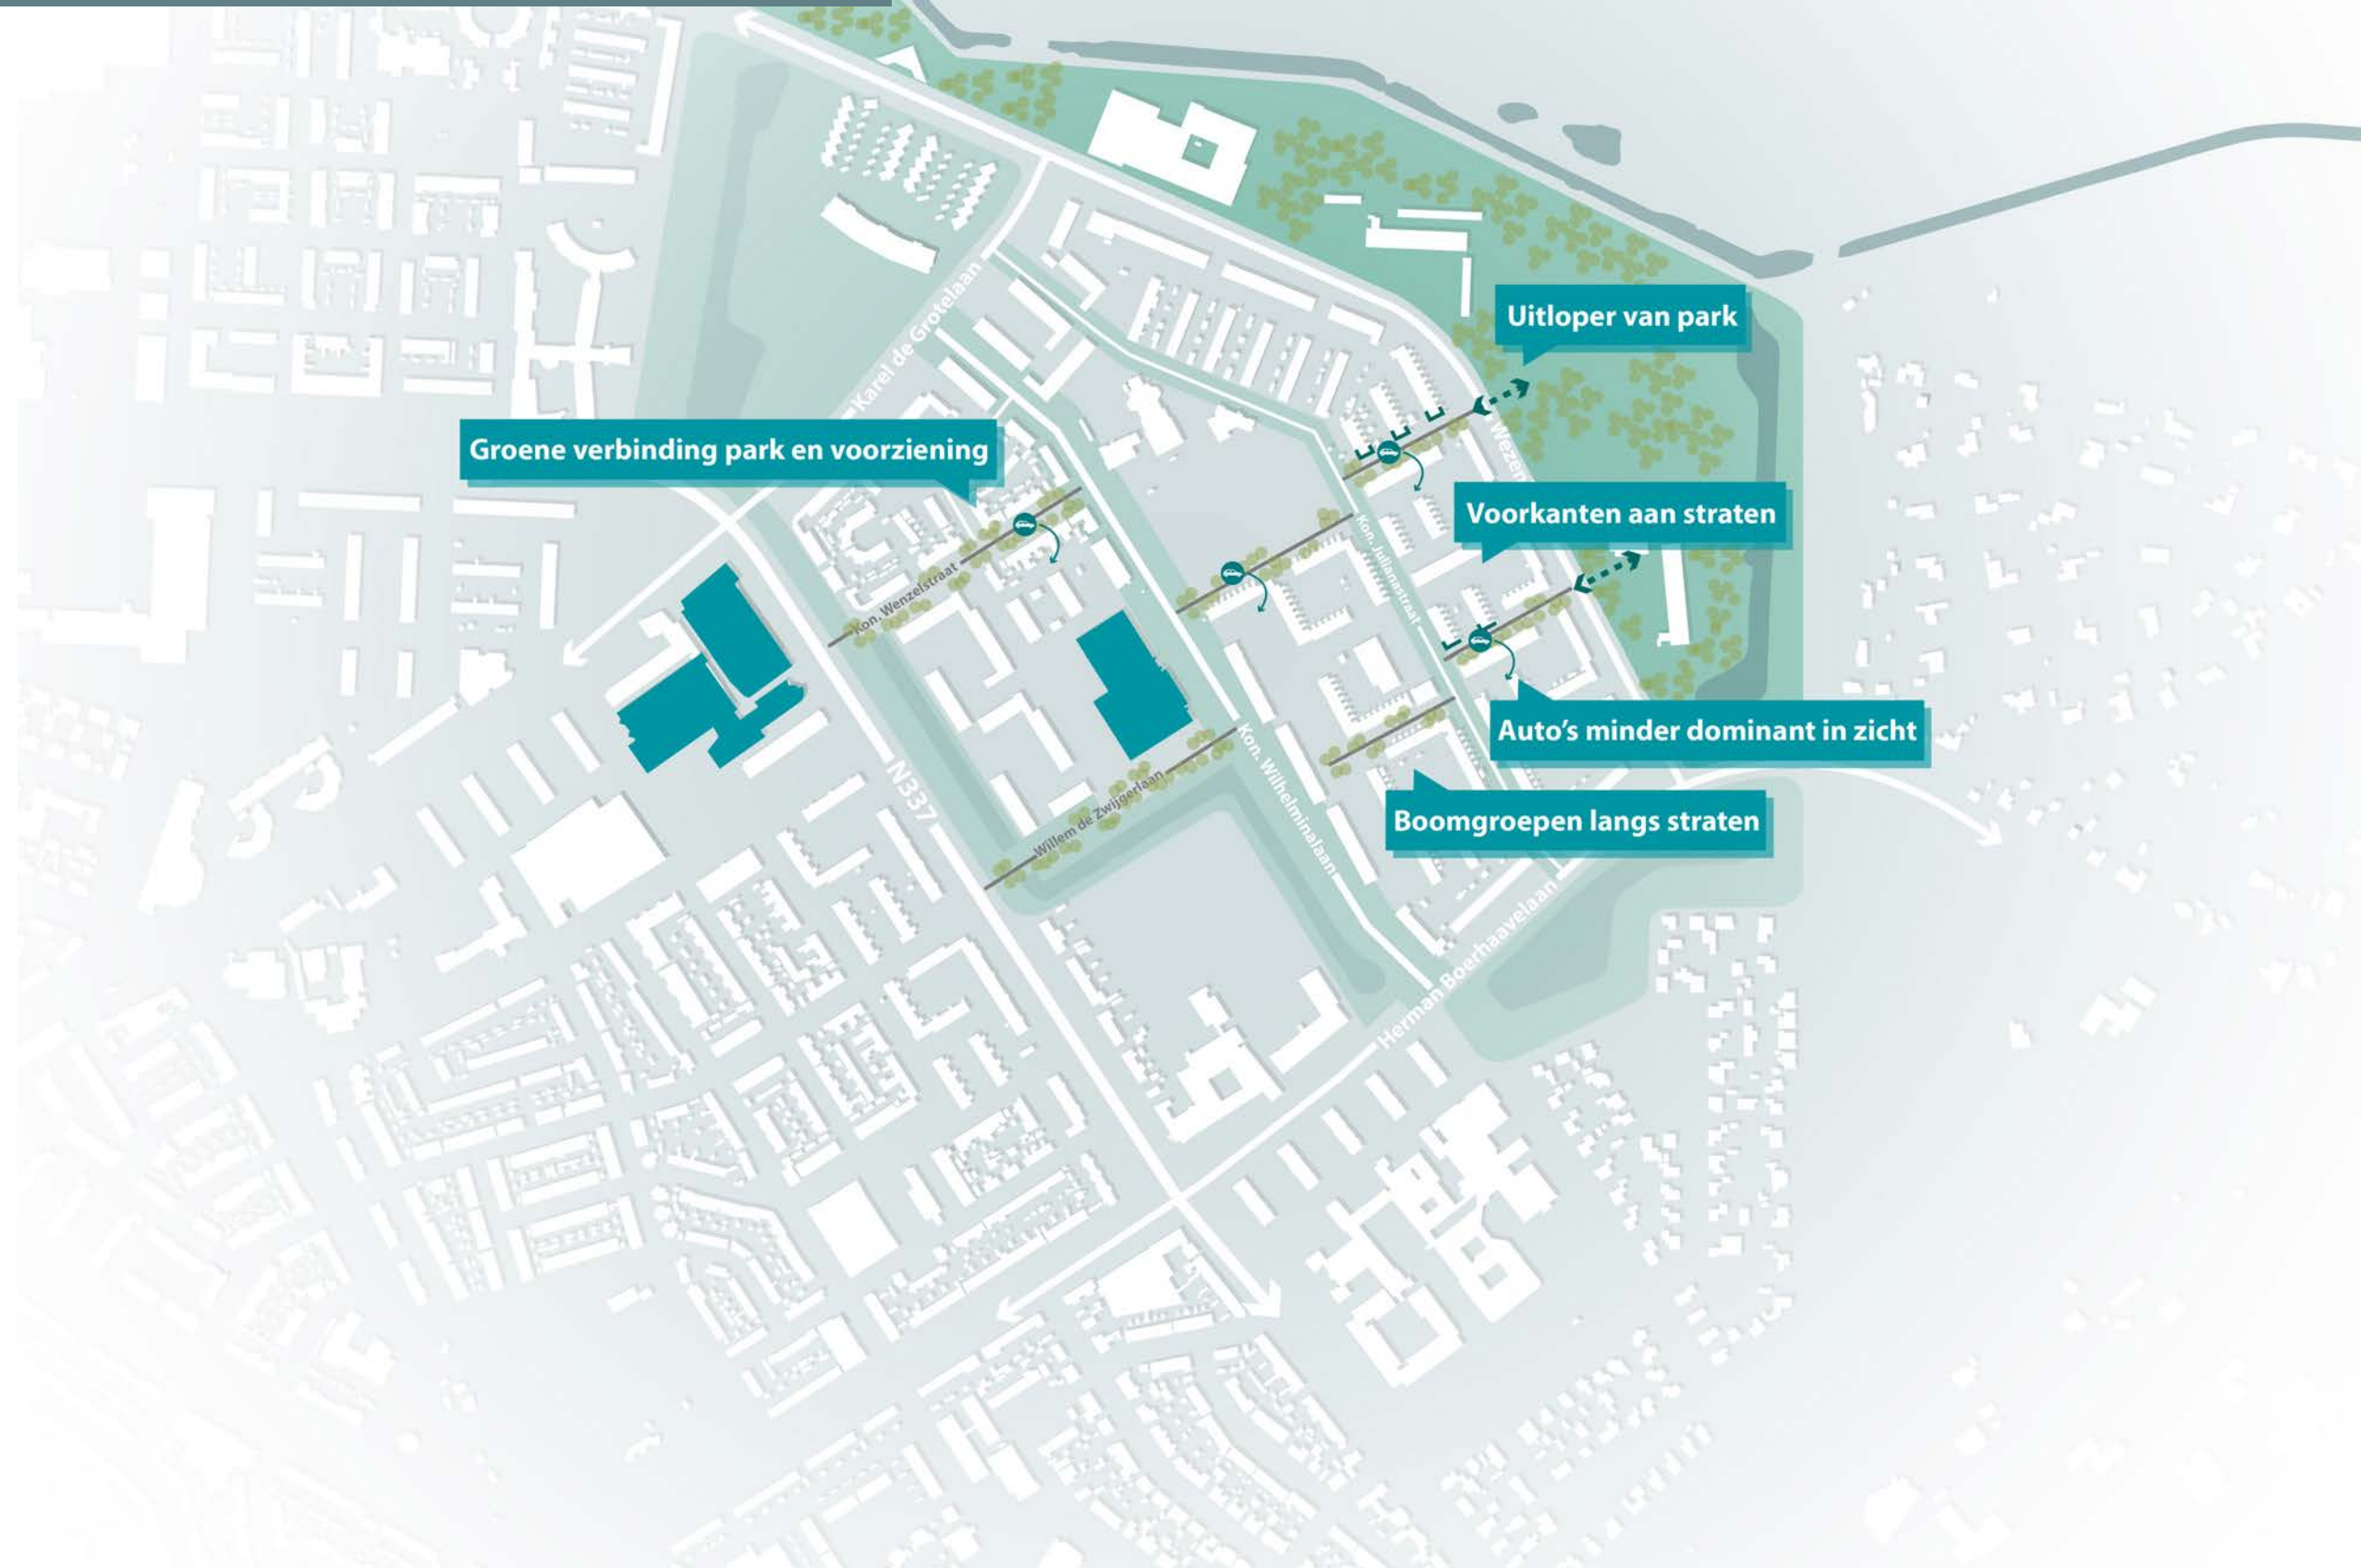 Uitloper van park
Karel de Grotelaan
Groene verbinding park en voorziening
Wezen
Voorkanten aan straten
Kon. Wenzelstraat
Kon. Julianastraat
Auto's minder dominant in zicht
N337
Willem de Zwijgerlaan
Kon. Wilhelminalaan
Boomgroepen langs straten
Herman Boerhaavelaan